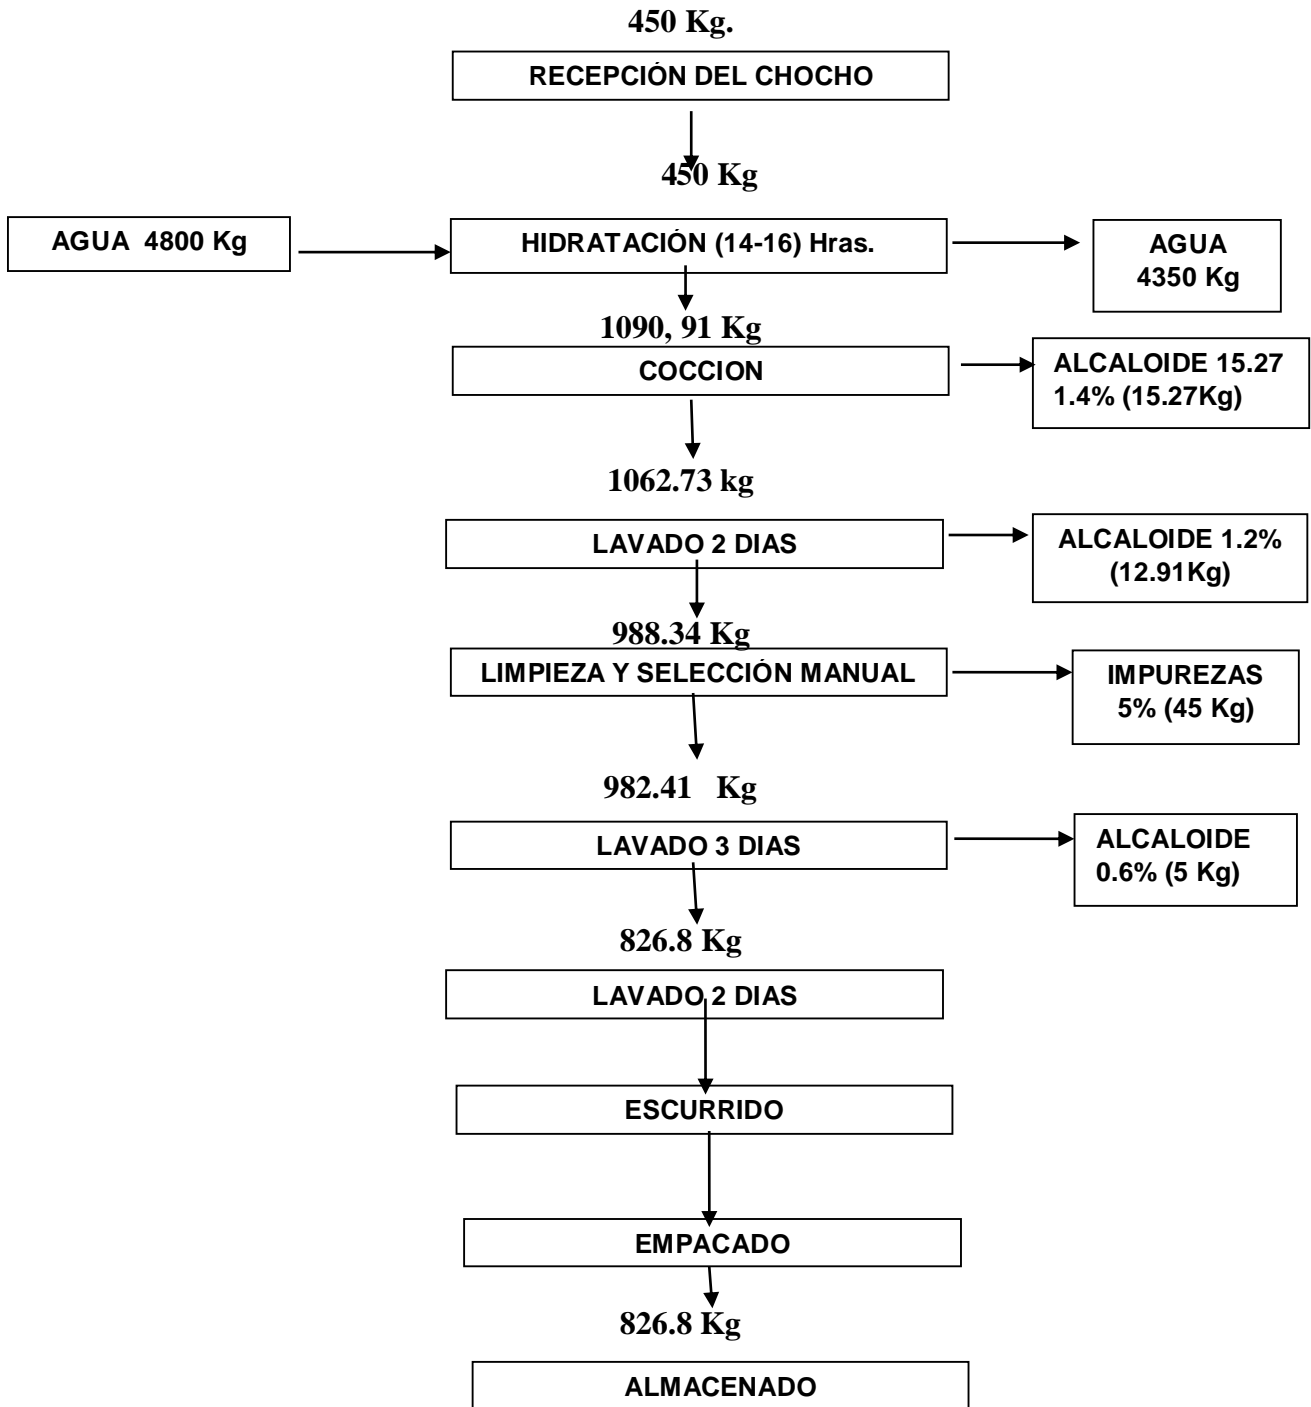 450 Kg.
RECEPCIÓN DEL CHOCHO
450 Kg
AGUA 4800 Kg
HIDRATACIÓN (14-16) Hras.
AGUA
4350 Kg
1090, 91 Kg
COCCION
ALCALOIDE 15.27
1.4% (15.27Kg)
1062.73 kg
LAVADO 2 DIAS
ALCALOIDE 1.2%
(12.91Kg)
988.34 Kg
LIMPIEZA Y SELECCIÓN MANUAL
IMPUREZAS
5% (45 Kg)
982.41 Kg
LAVADO 3 DIAS
ALCALOIDE
0.6% (5 Kg)
826.8 Kg
LAVADO 2 DIAS
ESCURRIDO
EMPACADO
826.8 Kg
ALMACENADO